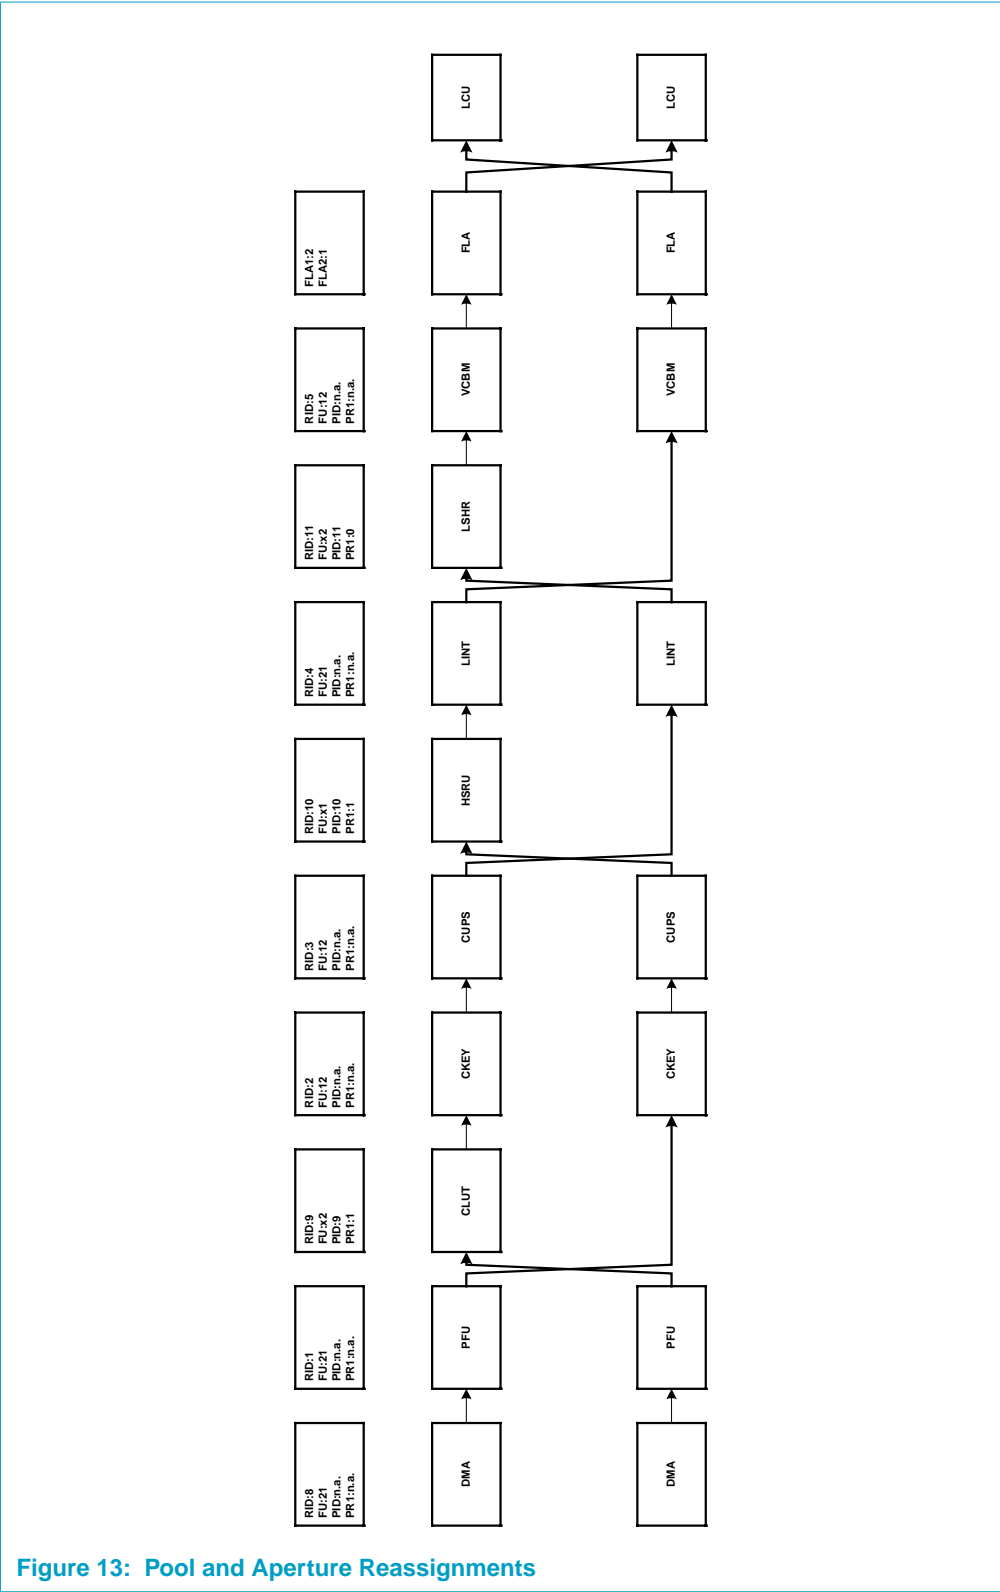 RID:8
FU:21
PID:n.a.
PR1:n.a.
RID:1
FU:21
PID:n.a.
PR1:n.a.
RID:9
FU:x2
PID:9
PR1:1
RID:2
FU:12
PID:n.a.
PR1:n.a.
RID:3
FU:12
PID:n.a.
PR1:n.a.
RID:10
FU:x1
PID:10
PR1:1
RID:4
FU:21
PID:n.a.
PR1:n.a.
RID:11
FU:x2
PID:11
PR1:0
RID:5
FU:12
PID:n.a.
PR1:n.a.
FLA1:2
FLA2:1
DMA
PFU
CLUT
CKEY
CUPS
HSRU
LINT
LSHR
VCBM
FLA
LCU
DMA
PFU
CKEY
CUPS
LINT
VCBM
FLA
LCU
Figure 13: Pool and Aperture Reassignments